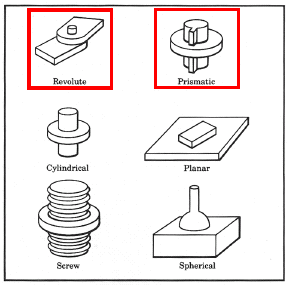 Revolute
Prismatic
Cylindrical
Planar
Screw
Spherical